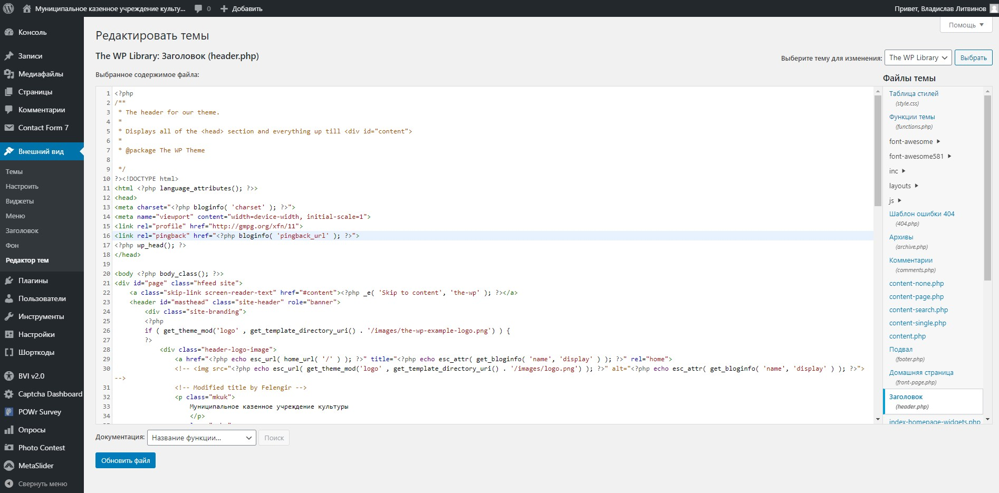 Муниципальное казенное учреждение культу...
0
Добавить
Привет, Владислав Литвинов
Помощь
Консоль
Записи
Медиафайлы
Страницы
Комментарии
Contact Form 7
Внешний вид
Темы
Настроить
Виджеты
Меню
Заголовок
Фон
Редактор тем
Плагины
Пользователи
Инструменты
Настройки
Шорткоды
BVI v2.0
Captcha Dashboard
POWr Survey
Опросы
Photo Contest
MetaSlider
Свернуть меню
Редактировать темы
The WP Library: Заголовок (header.php)
Выберите тему для изменения: The WP Library Выбрать
Выбранное содержимое файла:
1 <?php
2 /**
3  * The header for our theme.
4  *
5  * Displays all of the <head> section and everything up till <div id="content">
6  *
7  * @package The WP Theme
8
9  */
10 ?><!DOCTYPE html>
11 <html <?php language_attributes(); ?>>
12 <head>
13 <meta charset="<?php bloginfo( 'charset' ); ?>">
14 <meta name="viewport" content="width=device-width, initial-scale=1">
15 <link rel="profile" href="http://gmpg.org/xfn/11">
16 <link rel="pingback" href="<?php bloginfo( 'pingback_url' ); ?>">
17 <?php wp_head(); ?>
18 </head>
19
20 <body <?php body_class(); ?>>
21 <div id="page" class="hfeed site">
22     <a class="skip-link screen-reader-text" href="#content"><?php _e( 'Skip to content', 'the-wp' ); ?></a>
23     <header id="masthead" class="site-header" role="banner">
24         <div class="site-branding">
25         <?php
26         if ( get_theme_mod('logo' , get_template_directory_uri() . '/images/the-wp-example-logo.png') ) {
27         ?>
28             <div class="header-logo-image">
29                 <a href="<?php echo esc_url( home_url( '/' ) ); ?>" title="<?php echo esc_attr( get_bloginfo( 'name', 'display' ) ); ?>" rel="home">
30                 <!-- <img src="<?php echo esc_url( get_theme_mod('logo' , get_template_directory_uri() . '/images/logo.png') ); ?>" alt="<?php echo esc_attr( get_bloginfo( 'name', 'display' ) ); ?>">
-->
31                 <!-- Modified title by Felengir -->
32                 <p class="mkuk">
33                     Муниципальное казенное учреждение культуры
34                     </p>
Файлы темы
Таблица стилей
(style.css)
Функции темы
(functions.php)
font-awesome
font-awesome581
inc
layouts
js
Шаблон ошибки 404
(404.php)
Архивы
(archive.php)
Комментарии
(comments.php)
content-none.php
content-page.php
content-search.php
content-single.php
content.php
Подвал
(footer.php)
Домашняя страница
(front-page.php)
Заголовок
(header.php)
index-homepage-widgets.php
Документация: Название функции... Поиск
Обновить файл